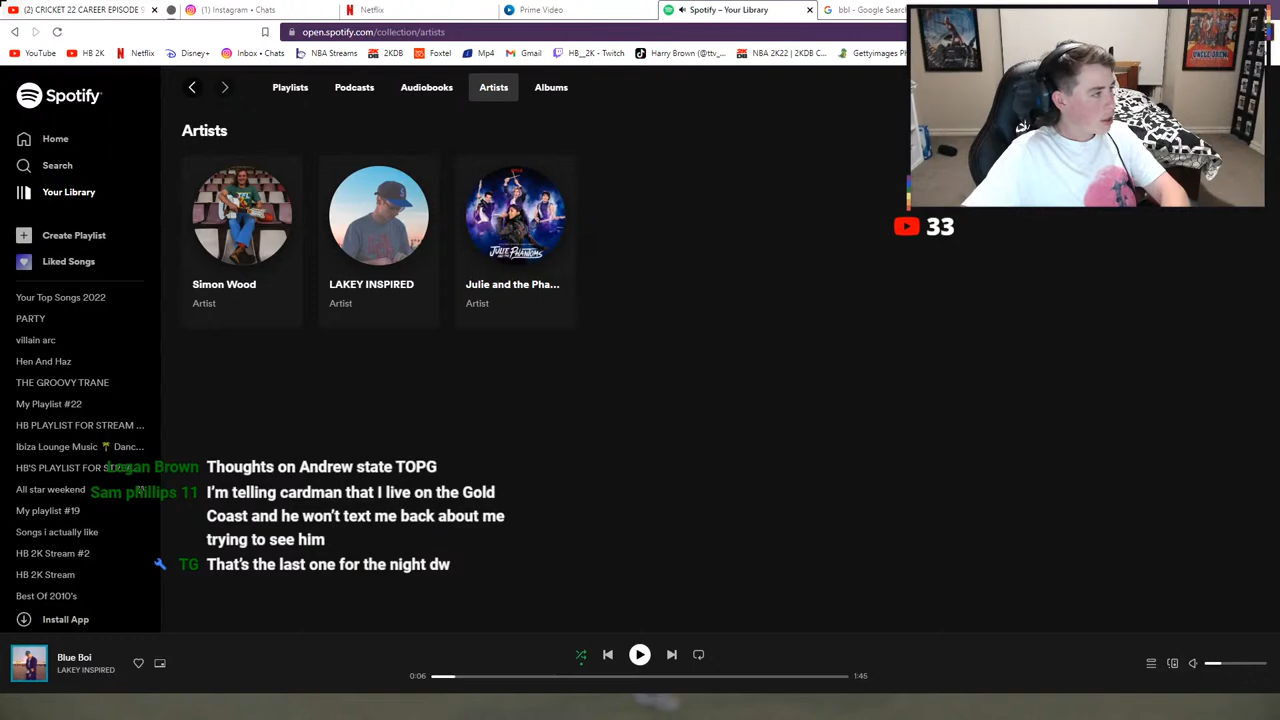 (2) CRICKET 22 CAREER EPISODE 9
(1) Instagram • Chats
Netflix
Prime Video
Spotify – Your Library
bbl - Google Search
open.spotify.com/collection/artists
YouTube
HB 2K
Netflix
Disney+
Inbox • Chats
NBA Streams
2KDB
Foxtel
Mp4
Gmail
HB__2K - Twitch
Harry Brown (@ttv_...
NBA 2K22 | 2KDB
Gettyimages
Spotify
Playlists
Podcasts
Audiobooks
Artists
Albums
Home
Search
Your Library
Create Playlist
Liked Songs
Your Top Songs 2022
PARTY
villain arc
Hen And Haz
THE GROOVY TRANE
My Playlist #22
HB PLAYLIST FOR STREAM ...
Ibiza Lounge Music 🌴 Danc...
HB'S PLAYLIST FOR
All star weekend
My playlist #19
Songs i actually like
HB 2K Stream #2
HB 2K Stream
Best Of 2010's
Install App
Artists
Simon Wood
Artist
LAKEY INSPIRED
Artist
Julie and the Pha...
Artist
JULIE AND THE PHANTOMS
33
Logan Brown Thoughts on Andrew state TOPG
Sam phillips 11 I'm telling cardman that I live on the Gold
Coast and he won't text me back about me
trying to see him
TG That's the last one for the night dw
Blue Boi
LAKEY INSPIRED
0:06
1:45